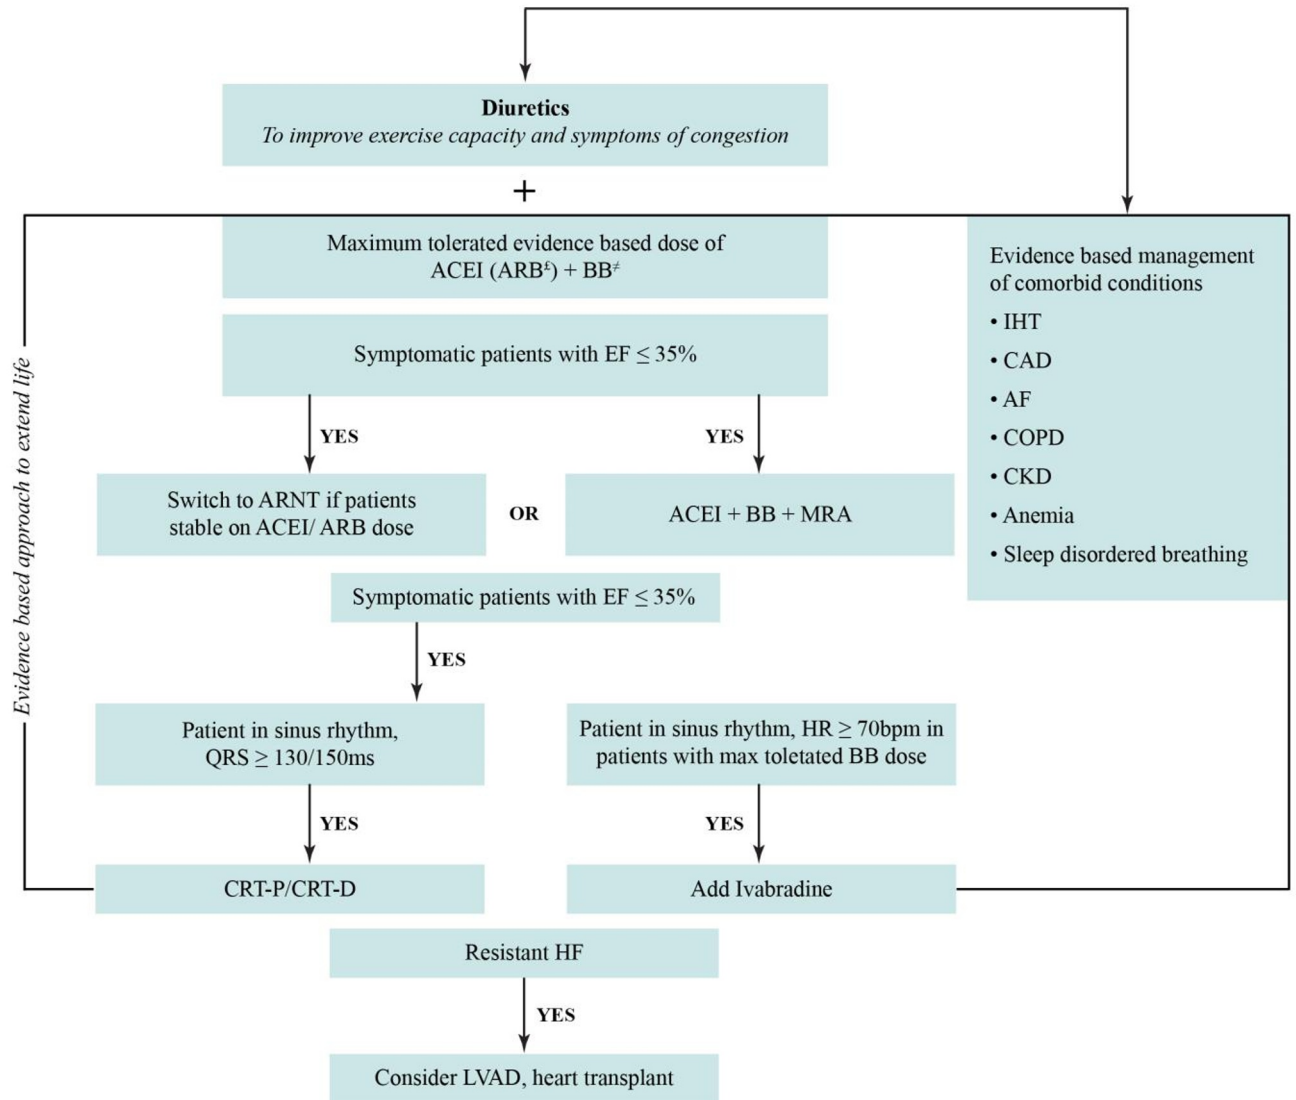 Diuretics
To improve exercise capacity and symptoms of congestion
+
Maximum tolerated evidence based dose of
ACEI (ARB£) + BB≠
Symptomatic patients with EF ≤ 35%
YES
YES
Switch to ARNT if patients
stable on ACEI/ ARB dose
OR
ACEI + BB + MRA
Symptomatic patients with EF ≤ 35%
YES
Patient in sinus rhythm,
QRS ≥ 130/150ms
Patient in sinus rhythm, HR ≥ 70bpm in
patients with max toletated BB dose
YES
YES
CRT-P/CRT-D
Add Ivabradine
Resistant HF
YES
Consider LVAD, heart transplant
Evidence based approach to extend life
Evidence based management
of comorbid conditions
• IHT
• CAD
• AF
• COPD
• CKD
• Anemia
• Sleep disordered breathing